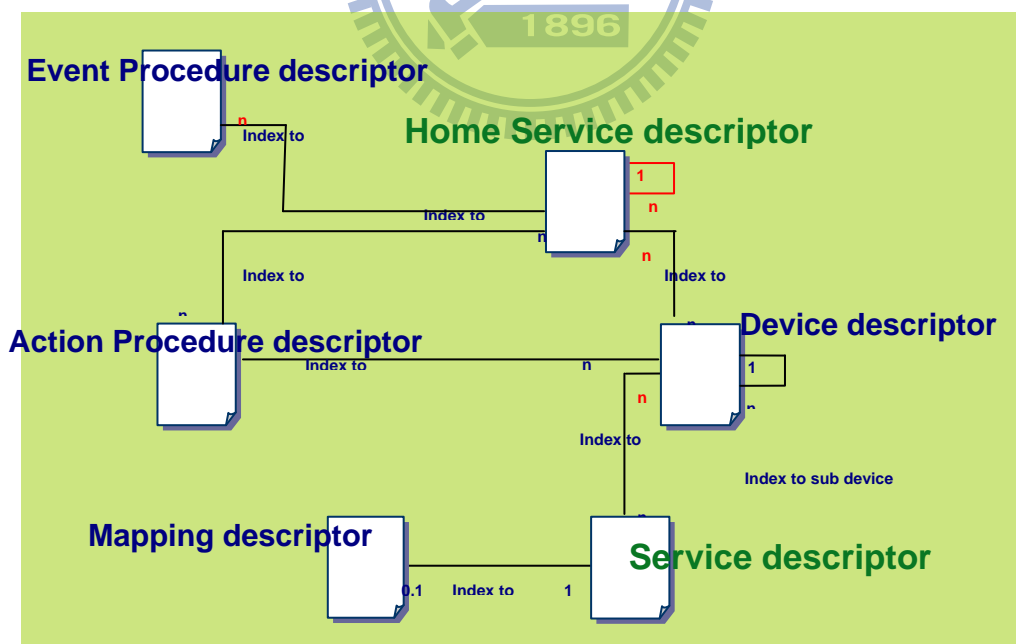 1896
Event Procedure descriptor
n
Index to
Home Service descriptor
1
n
Index to
n
n
Index to
Index to
n
n
Action Procedure descriptor
Device descriptor
Index to
n
1
n
n
Index to
Index to sub device
n
Mapping descriptor
Service descriptor
0.1
Index to
1